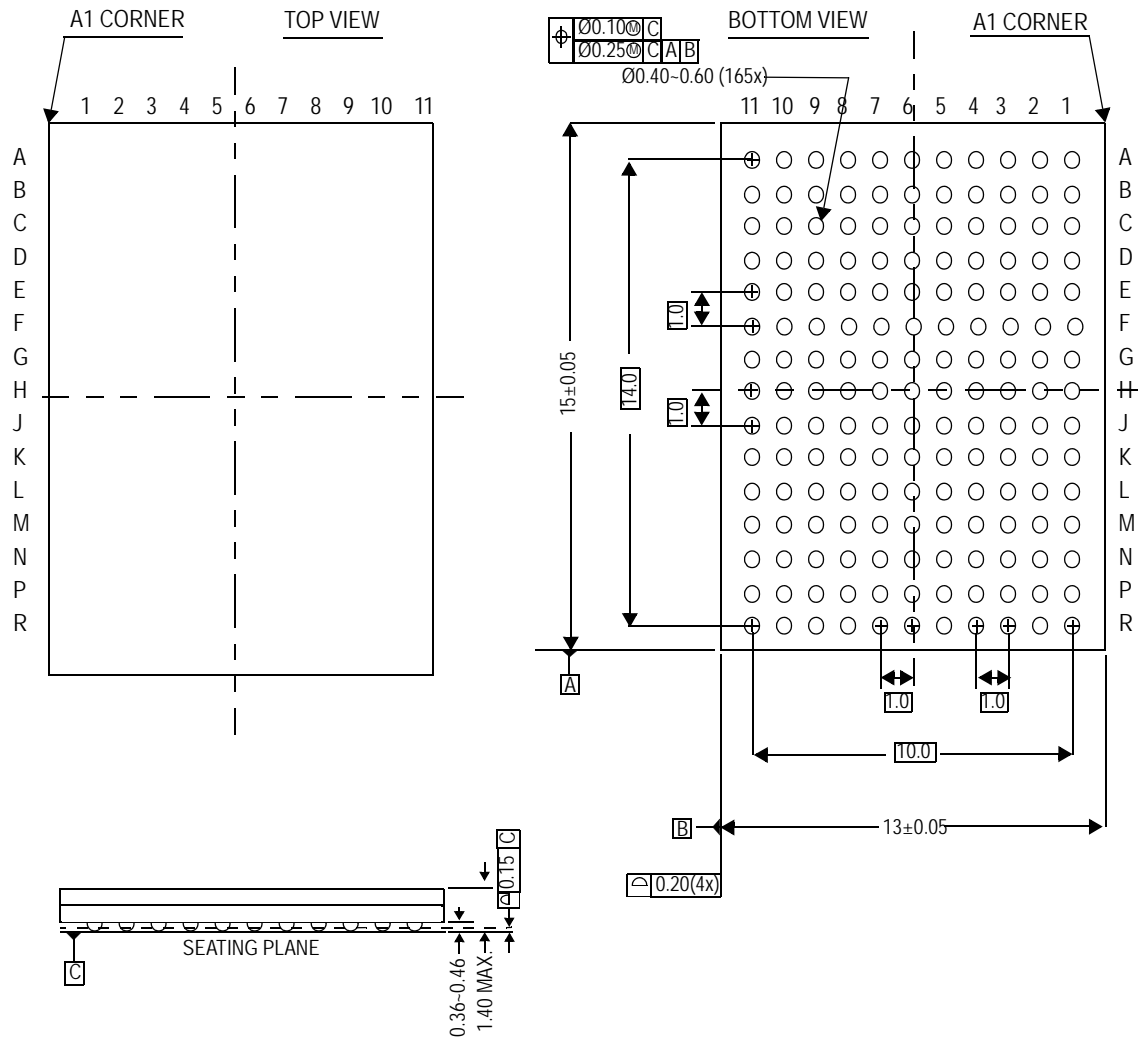 A1 CORNER
TOP VIEW
1 2 3 4 5 6 7 8 9 10 11
A
B
C
D
E
F
G
H
J
K
L
M
N
P
R
Ø0.10Ⓜ C
Ø0.25Ⓜ C A B
Ø0.40~0.60 (165x)
BOTTOM VIEW
A1 CORNER
11 10 9 8 7 6 5 4 3 2 1
A
B
C
D
E
F
G
H
J
K
L
M
N
P
R
1.0
1.0
15±0.05
14.0
A
1.0
1.0
10.0
B
13±0.05
0.20(4x)
0.15 C
SEATING PLANE
C
0.36~0.46
1.40 MAX.